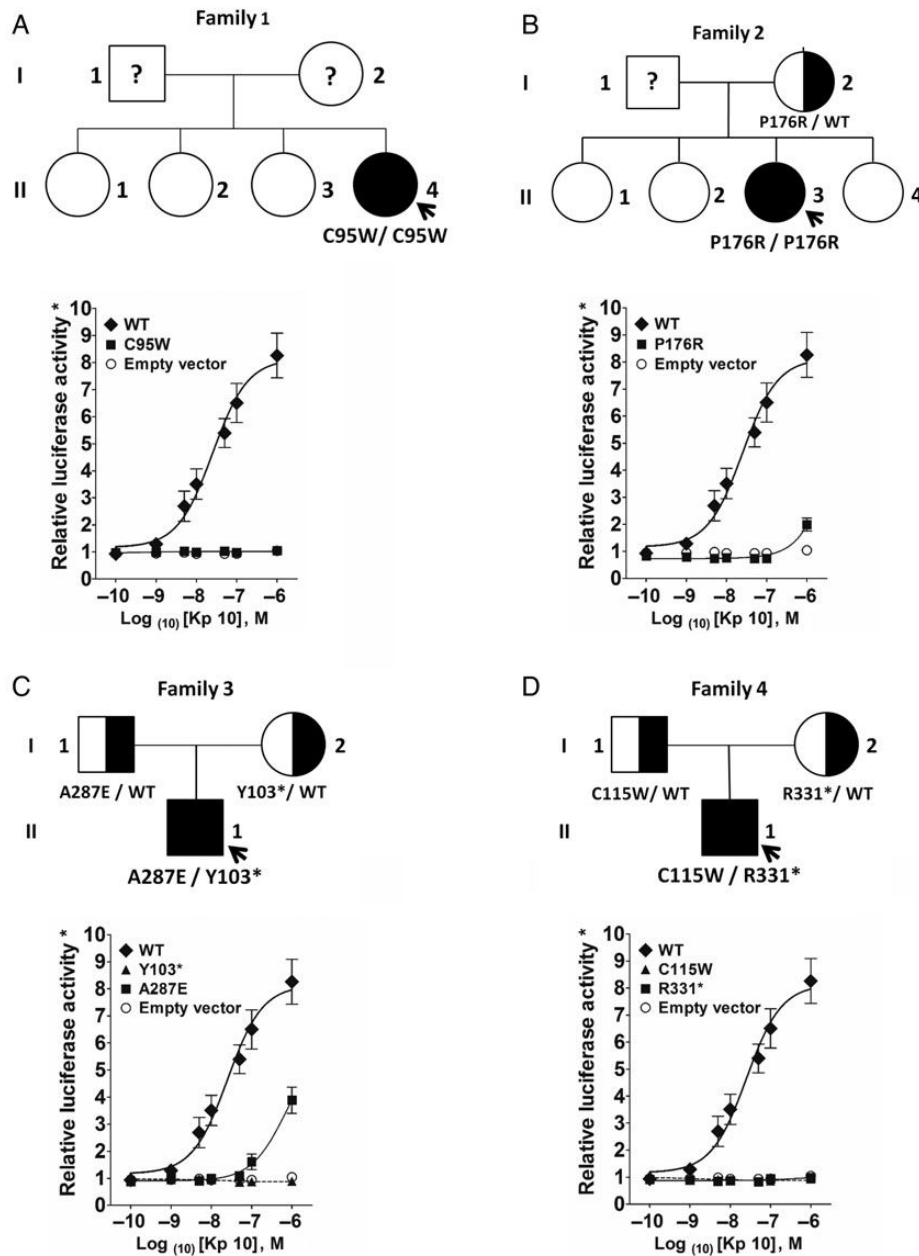 A
Family 1
I
1 ? ? 2
II
1 2 3 4
C95W/ C95W
Relative luciferase activity *
10
9
8
7
6
5
4
3
2
1
0
WT
C95W
Empty vector
−10 −9 −8 −7 −6
Log (10) [Kp 10] , M
B
Family 2
I
1 ? 2
P176R / WT
II
1 2 3 4
P176R / P176R
Relative luciferase activity *
10
9
8
7
6
5
4
3
2
1
0
WT
P176R
Empty vector
−10 −9 −8 −7 −6
Log (10) [Kp 10] , M
C
Family 3
I
1 2
A287E / WT Y103*/ WT
II
1
A287E / Y103*
Relative luciferase activity *
10
9
8
7
6
5
4
3
2
1
0
WT
Y103*
A287E
Empty vector
−10 −9 −8 −7 −6
Log (10) [Kp 10] , M
D
Family 4
I
1 2
C115W/ WT R331*/ WT
II
1
C115W / R331*
Relative luciferase activity *
10
9
8
7
6
5
4
3
2
1
0
WT
C115W
R331*
Empty vector
−10 −9 −8 −7 −6
Log (10) [Kp 10] , M